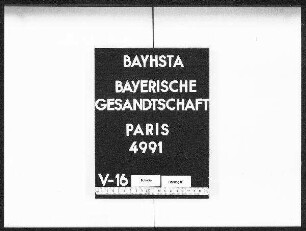 BAYHSTA
BAYERISCHE
GESANDTSCHAFT
PARIS
4991
V-16